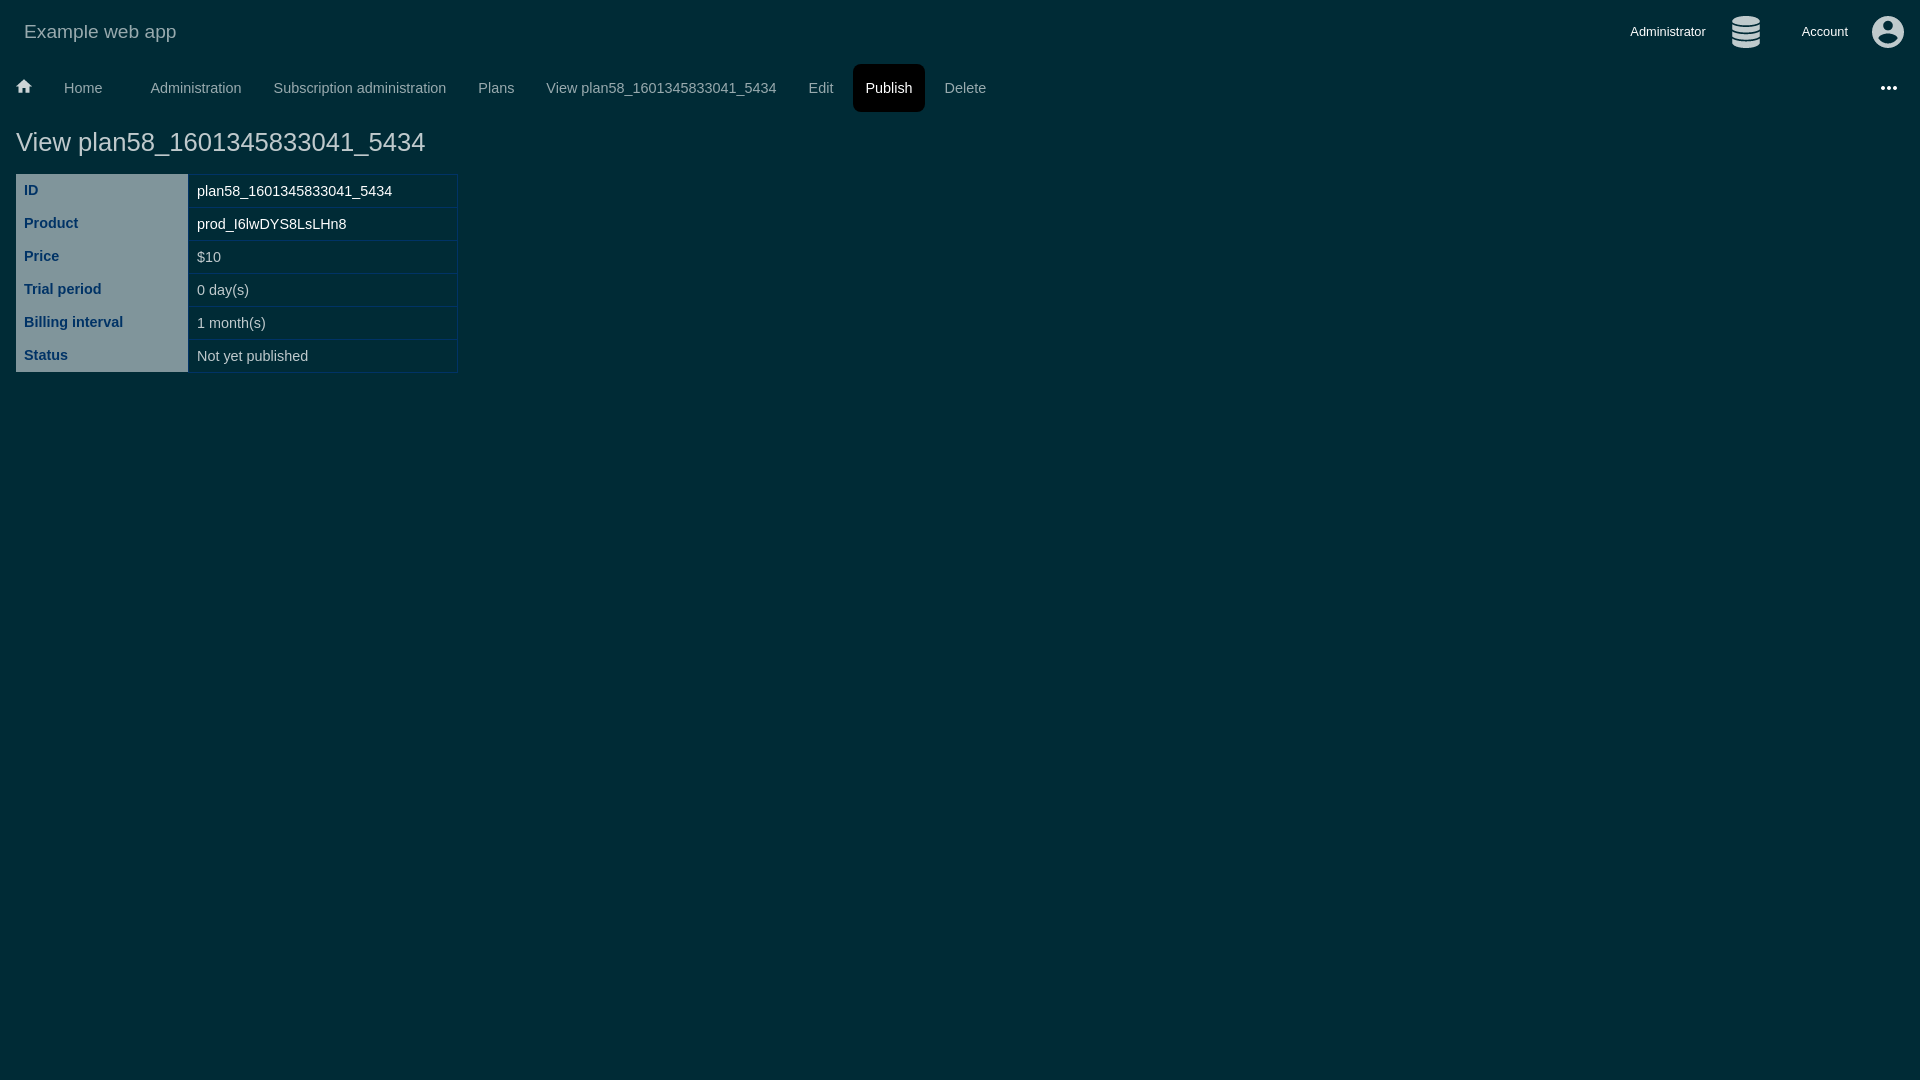 Example web app
Administrator
Account
Home
Administration
Subscription administration
Plans
View plan58_1601345833041_5434
Edit
Publish
Delete
View plan58_1601345833041_5434
ID plan58_1601345833041_5434
Product prod_I6lwDYS8LsLHn8
Price $10
Trial period 0 day(s)
Billing interval 1 month(s)
Status Not yet published